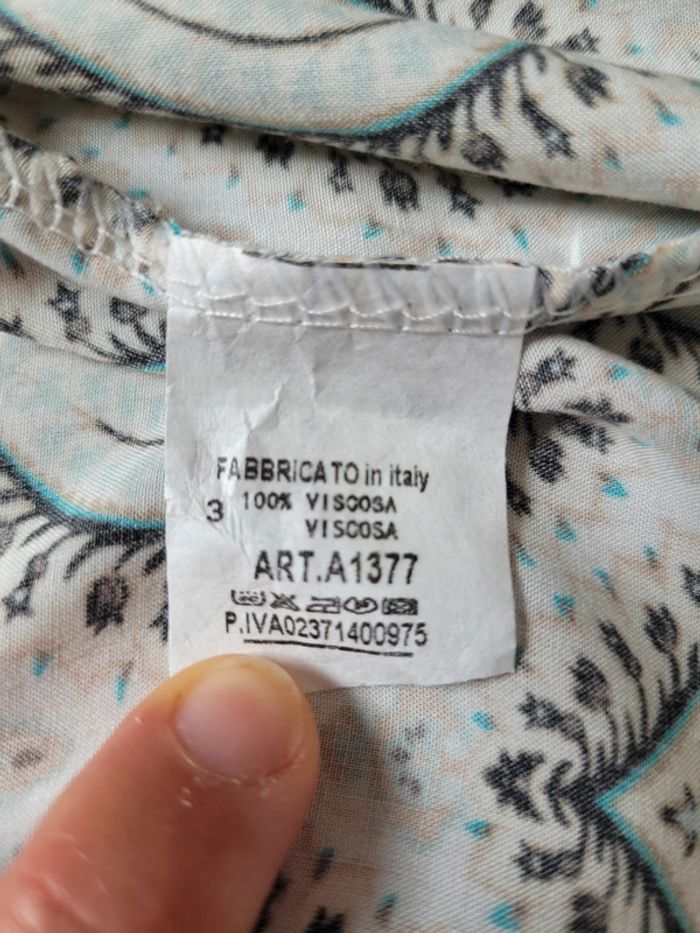 FABBRICATO in italy
3 100% VISCOSA
VISCOSA
ART.A1377
P.IVA02371400975